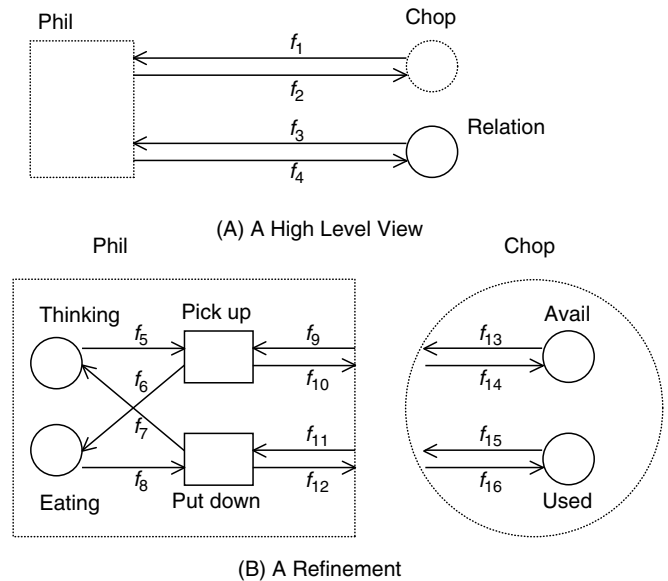 Phil
Chop
f1
f2
Relation
f3
f4
(A) A High Level View
Phil
Chop
Thinking
Pick up
Avail
f5
f9
f13
f6
f10
f14
f7
f11
f15
f8
f12
f16
Eating
Put down
Used
(B) A Refinement